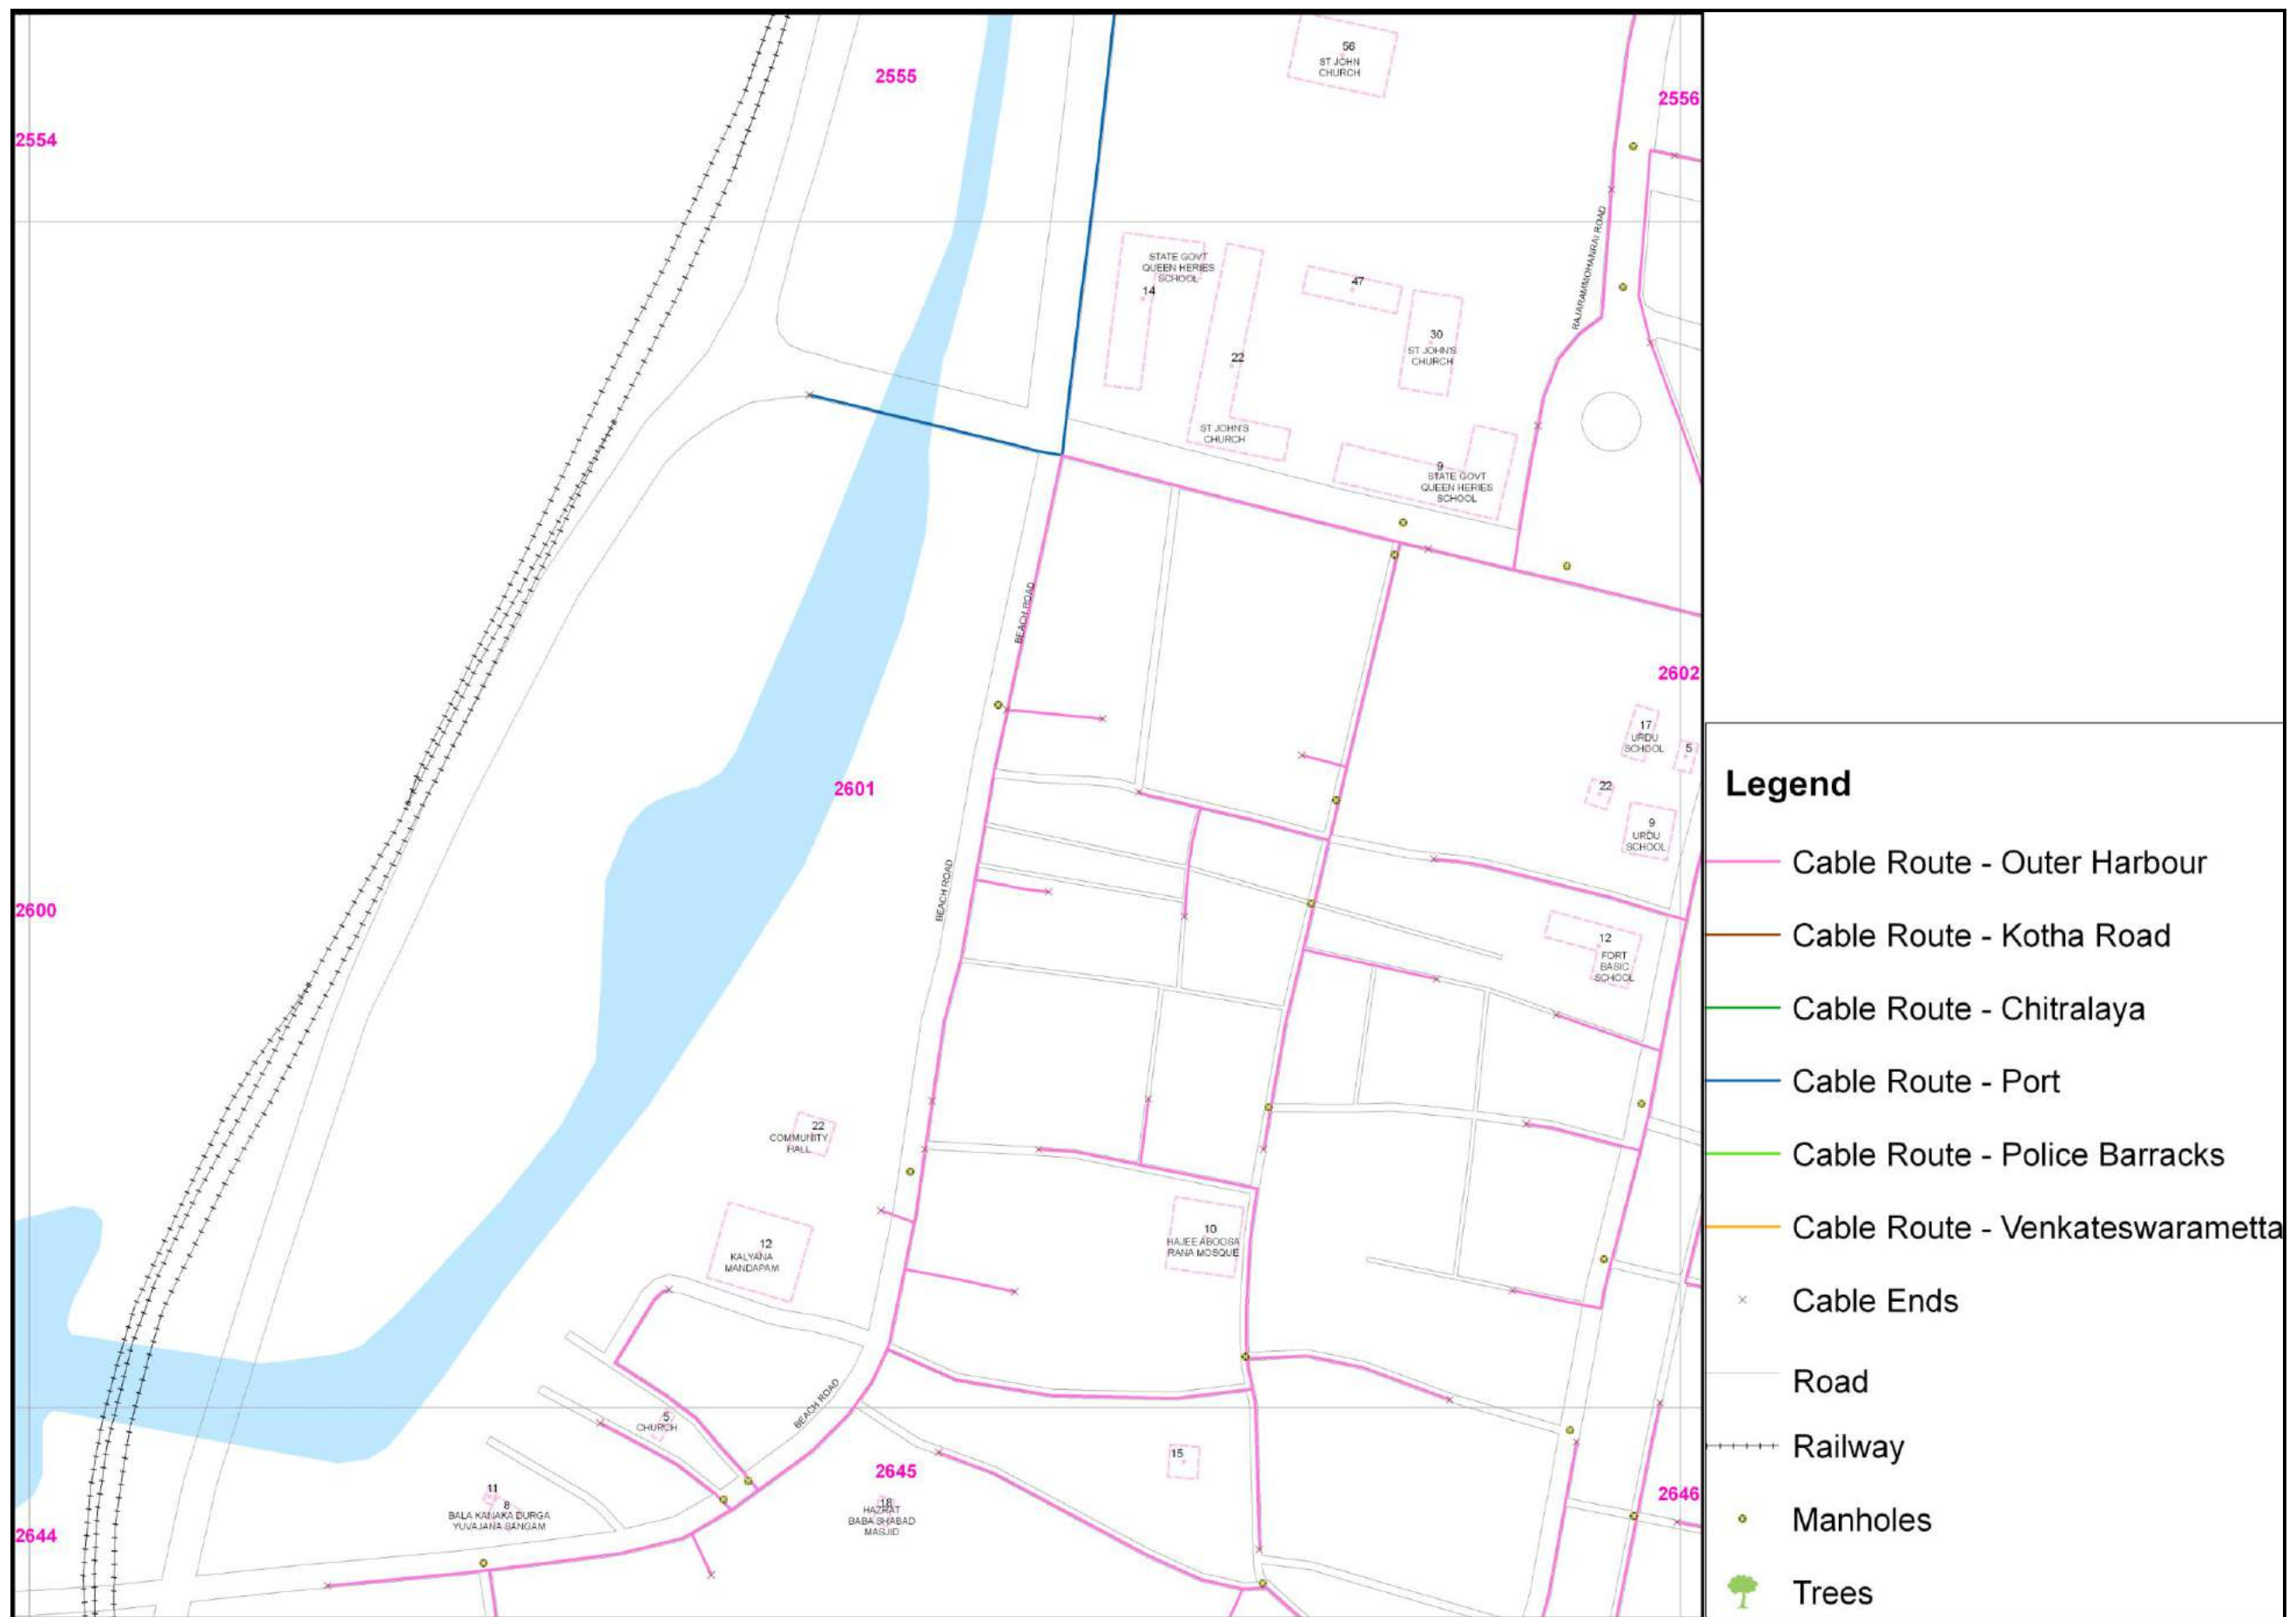 2555
2554
2556
56
ST JOHN
CHURCH
STATE GOVT
QUEEN HERIES
SCHOOL
14
47
RAJARAMMOHANRAI ROAD
30
ST JOHN'S
CHURCH
22
ST JOHN'S
CHURCH
9
STATE GOVT
QUEEN HERIES
SCHOOL
BEACH ROAD
2602
17
URDU
SCHOOL
5
22
9
URDU
SCHOOL
2601
BEACH ROAD
2600
12
FORT
BASIC
SCHOOL
22
COMMUNITY
HALL
12
KALYANA
MANDAPAM
10
HAJEE ABOOSA
RANA MOSQUE
BEACH ROAD
5
CHURCH
15
2645
2646
11
8
BALA KANAKA DURGA
YUVAJANA SANGAM
18
HAZRAT
BABA SHABAD
MASJID
2644
Legend
Cable Route - Outer Harbour
Cable Route - Kotha Road
Cable Route - Chitralaya
Cable Route - Port
Cable Route - Police Barracks
Cable Route - Venkateswarametta
Cable Ends
Road
Railway
Manholes
Trees